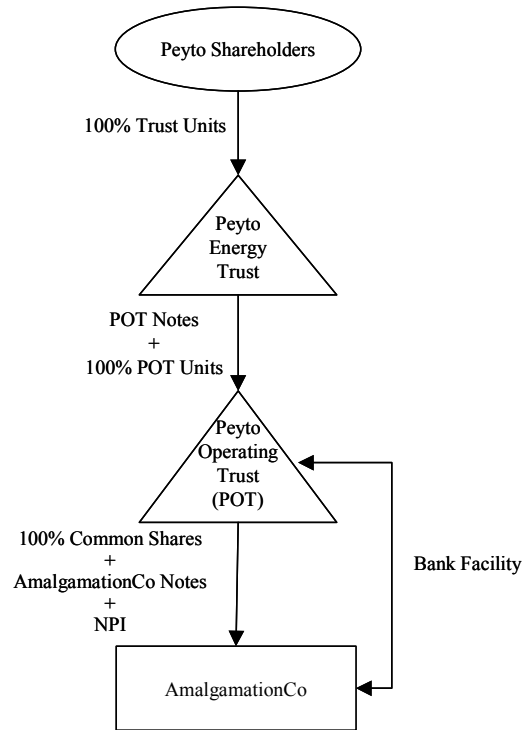 Peyto Shareholders
100% Trust Units
Peyto
Energy
Trust
POT Notes
+
100% POT Units
Peyto
Operating
Trust
(POT)
100% Common Shares
+
AmalgamationCo Notes
+
NPI
Bank Facility
AmalgamationCo